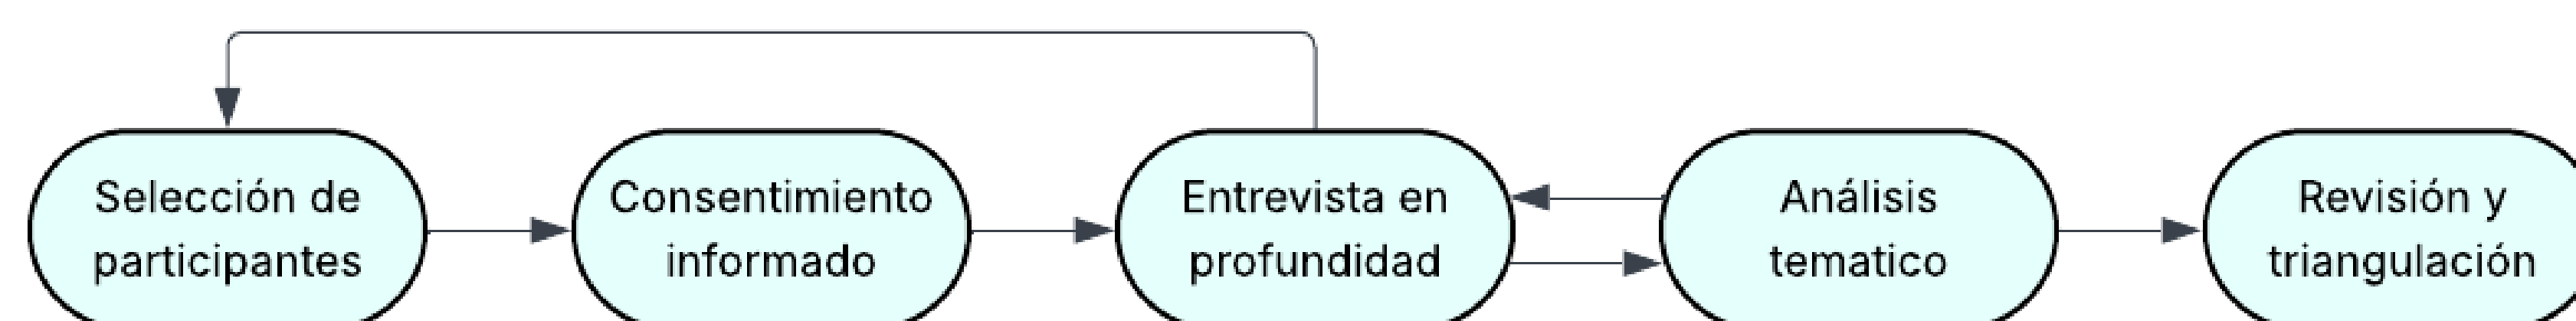 Selección de
participantes
Consentimiento
informado
Entrevista en
profundidad
Análisis
tematico
Revisión y
triangulación